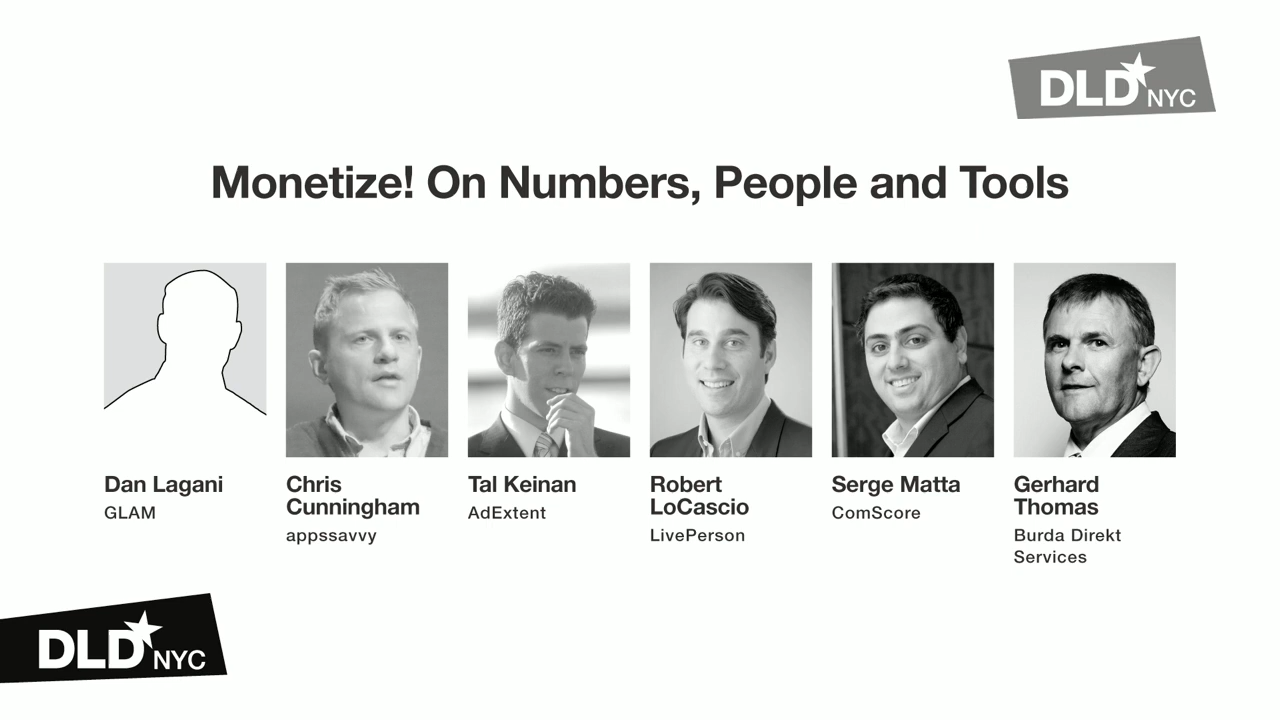 DLD NYC
Monetize! On Numbers, People and Tools
Dan Lagani
GLAM
Chris
Cunningham
appssavvy
Tal Keinan
AdExtent
Robert
LoCascio
LivePerson
Serge Matta
ComScore
Gerhard
Thomas
Burda Direkt
Services
DLD NYC